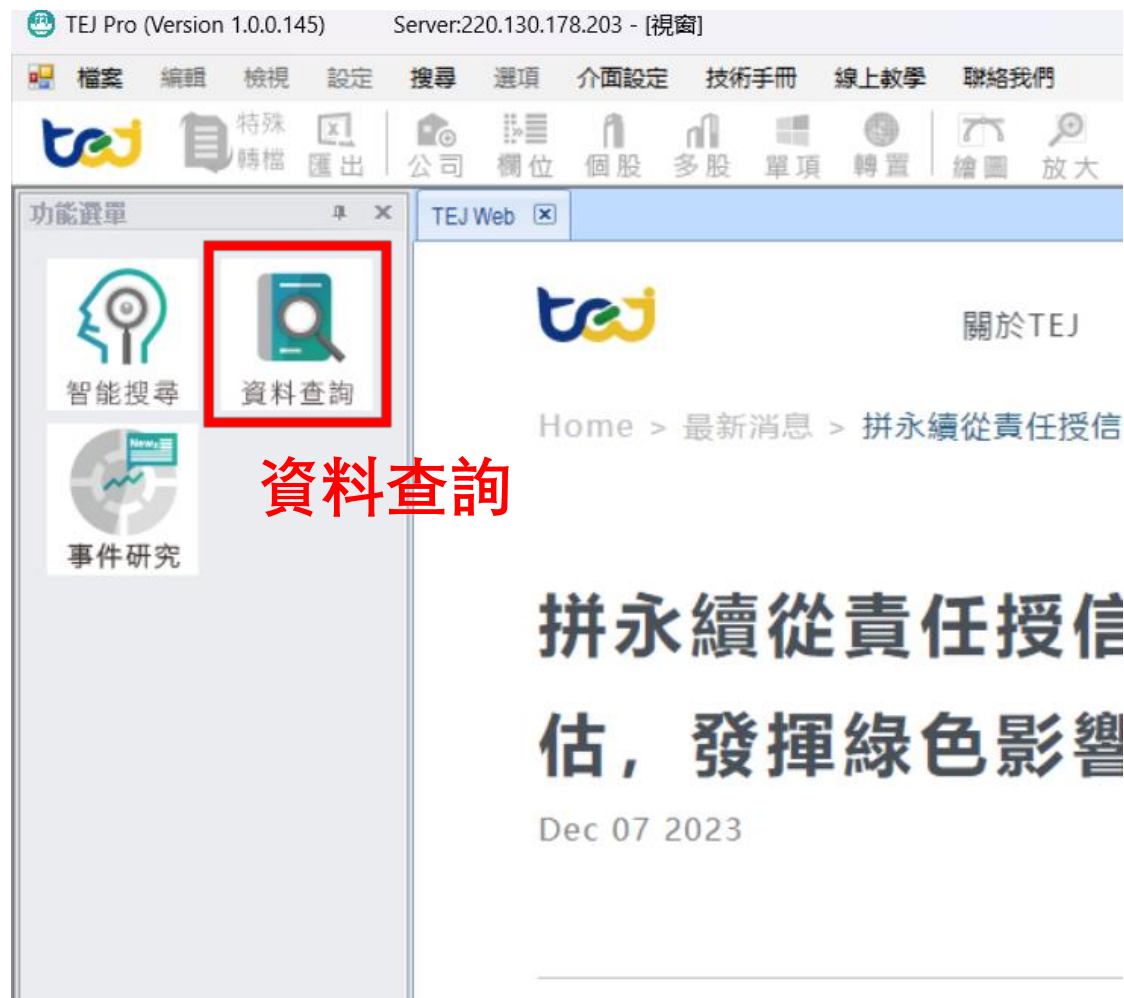 TEJ Pro (Version 1.0.0.145) Server:220.130.178.203 - [視窗]
檔案 編輯 檢視 設定 搜尋 選項 介面設定 技術手冊 線上教學 聯絡我們
tej 特殊轉檔 匯出 公司 欄位 個股 多股 單項 轉置 繪圖 放大
功能選單
TEJ Web
tej
關於TEJ
智能搜尋 資料查詢
Home > 最新消息 > 拼永續從責任授信
News
資料查詢
事件研究
拼永續從責任授信
估，發揮綠色影響
Dec 07 2023